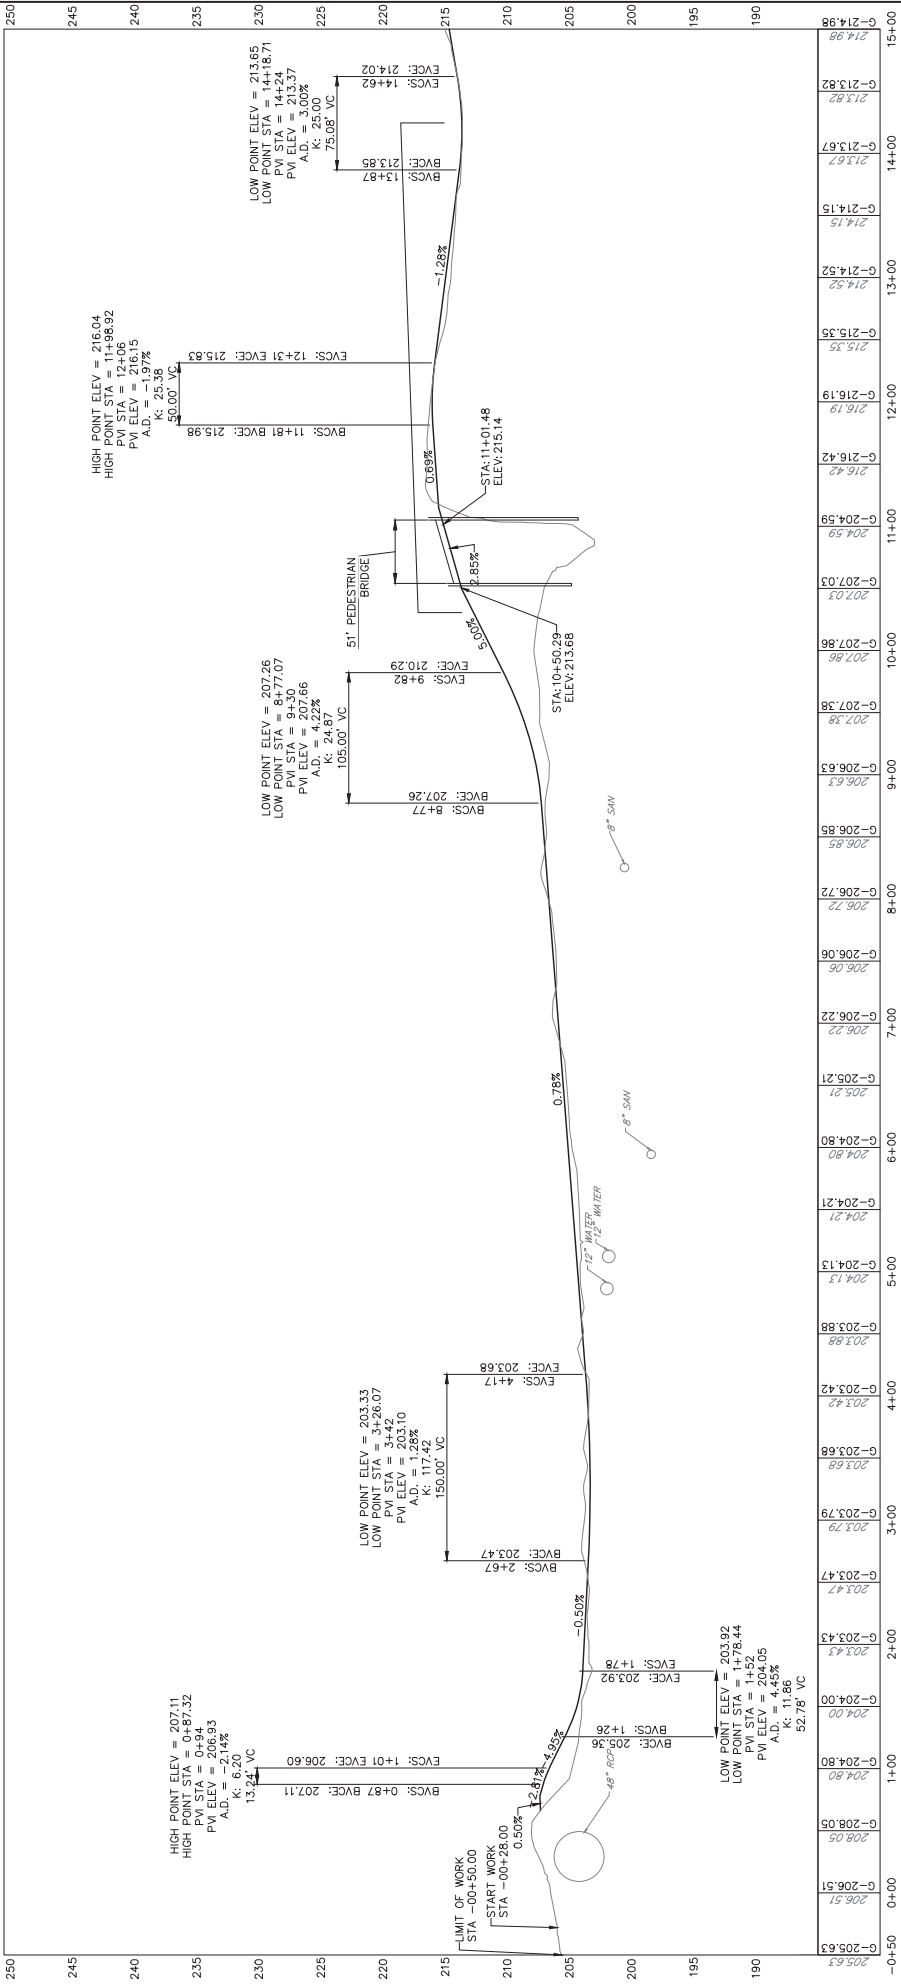 250
245
240
235
230
225
220
215
210
205
200
195
190
HIGH POINT ELEV = 207.11
HIGH POINT STA = 0+87.32
PVI STA = 0+94
PVI ELEV = 206.93
A.D. = -2.14%
K: 6.20
13.24' VC
BVCS: 0+87 BVCE: 207.11
EVCS: 1+01 EVCE: 206.60
LIMIT OF WORK
STA -00+50.00
START WORK
STA -00+28.00
0.50%
-2.81%
-4.95%
48" RCP
BVCS: 1+26
BVCE: 205.36
EVCS: 1+78
EVCE: 203.92
LOW POINT ELEV = 203.92
LOW POINT STA = 1+78.44
PVI STA = 1+52
PVI ELEV = 204.05
A.D. = 4.45%
K: 11.86
52.78' VC
-0.50%
LOW POINT ELEV = 203.33
LOW POINT STA = 3+26.07
PVI STA = 3+42
PVI ELEV = 203.10
A.D. = 1.28%
K: 117.42
150.00' VC
BVCS: 2+67
BVCE: 203.47
EVCS: 4+17
EVCE: 203.68
12" WATER
12" WATER
8" SAN
0.78%
8" SAN
LOW POINT ELEV = 207.26
LOW POINT STA = 8+77.07
PVI STA = 9+30
PVI ELEV = 207.66
A.D. = 4.22%
K: 24.87
105.00' VC
BVCS: 8+77
BVCE: 207.26
EVCS: 9+82
EVCE: 210.29
5.00%
51' PEDESTRIAN
BRIDGE
STA:10+50.29
ELEV:213.68
2.85%
STA:11+01.48
ELEV:215.14
0.69%
HIGH POINT ELEV = 216.04
HIGH POINT STA = 11+98.92
PVI STA = 12+06
PVI ELEV = 216.15
A.D. = -1.97%
K: 25.38
50.00' VC
BVCS: 11+81 BVCE: 215.98
EVCS: 12+31 EVCE: 215.83
-1.28%
LOW POINT ELEV = 213.65
LOW POINT STA = 14+18.71
PVI STA = 14+24
PVI ELEV = 213.37
A.D. = 3.00%
K: 25.00
75.08' VC
BVCS: 13+87
BVCE: 213.85
EVCS: 14+62
EVCE: 214.02
250
245
240
235
230
225
220
215
210
205
200
195
190
G-205.63
205.63
G-206.51
206.51
G-208.05
208.05
G-204.80
204.80
G-204.00
204.00
G-203.43
203.43
G-203.47
203.47
G-203.79
203.79
G-203.68
203.68
G-203.42
203.42
G-203.88
203.88
G-204.13
204.13
G-204.21
204.21
G-204.80
204.80
G-205.21
205.21
G-206.22
206.22
G-206.06
206.06
G-206.72
206.72
G-206.85
206.85
G-206.63
206.63
G-207.38
207.38
G-207.86
207.86
G-207.03
207.03
G-204.59
204.59
G-216.42
216.42
G-216.19
216.19
G-215.35
215.35
G-214.52
214.52
G-214.15
214.15
G-213.67
213.67
G-213.82
213.82
G-214.98
214.98
-0+50
0+00
1+00
2+00
3+00
4+00
5+00
6+00
7+00
8+00
9+00
10+00
11+00
12+00
13+00
14+00
15+00